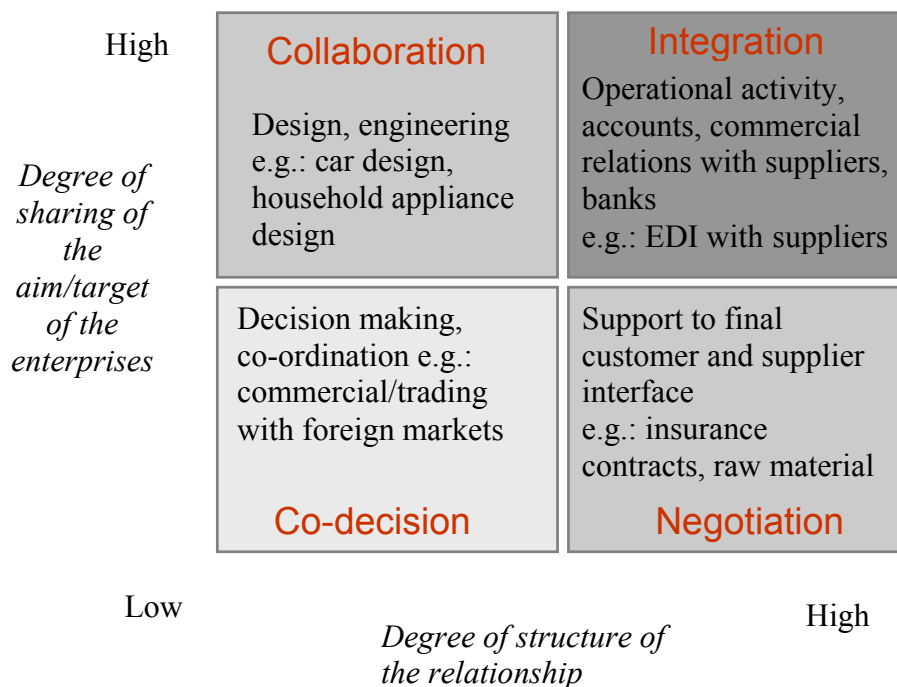 High
Degree of
sharing of
the
aim/target
of the
enterprises
Collaboration
Design, engineering
e.g.: car design,
household appliance
design
Integration
Operational activity,
accounts, commercial
relations with suppliers,
banks
e.g.: EDI with suppliers
Decision making,
co-ordination e.g.:
commercial/trading
with foreign markets
Co-decision
Support to final
customer and supplier
interface
e.g.: insurance
contracts, raw material
Negotiation
Low
Degree of structure of
the relationship
High